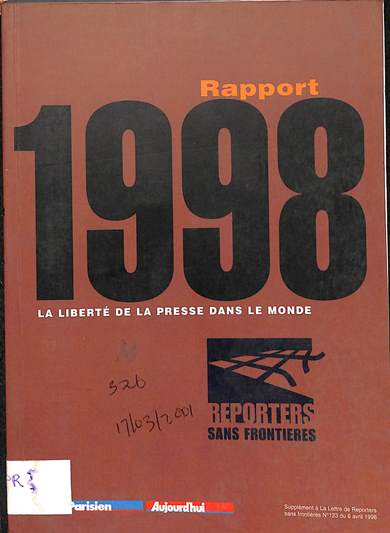 Rapport
1998
LA LIBERTÉ DE LA PRESSE DANS LE MONDE
326
17/03/2001
REPORTERS
SANS FRONTIERES
PR
Parisien Aujourd'hui
Supplément à La Lettre de Reporters
sans frontières N°123 du 6 avril 1998